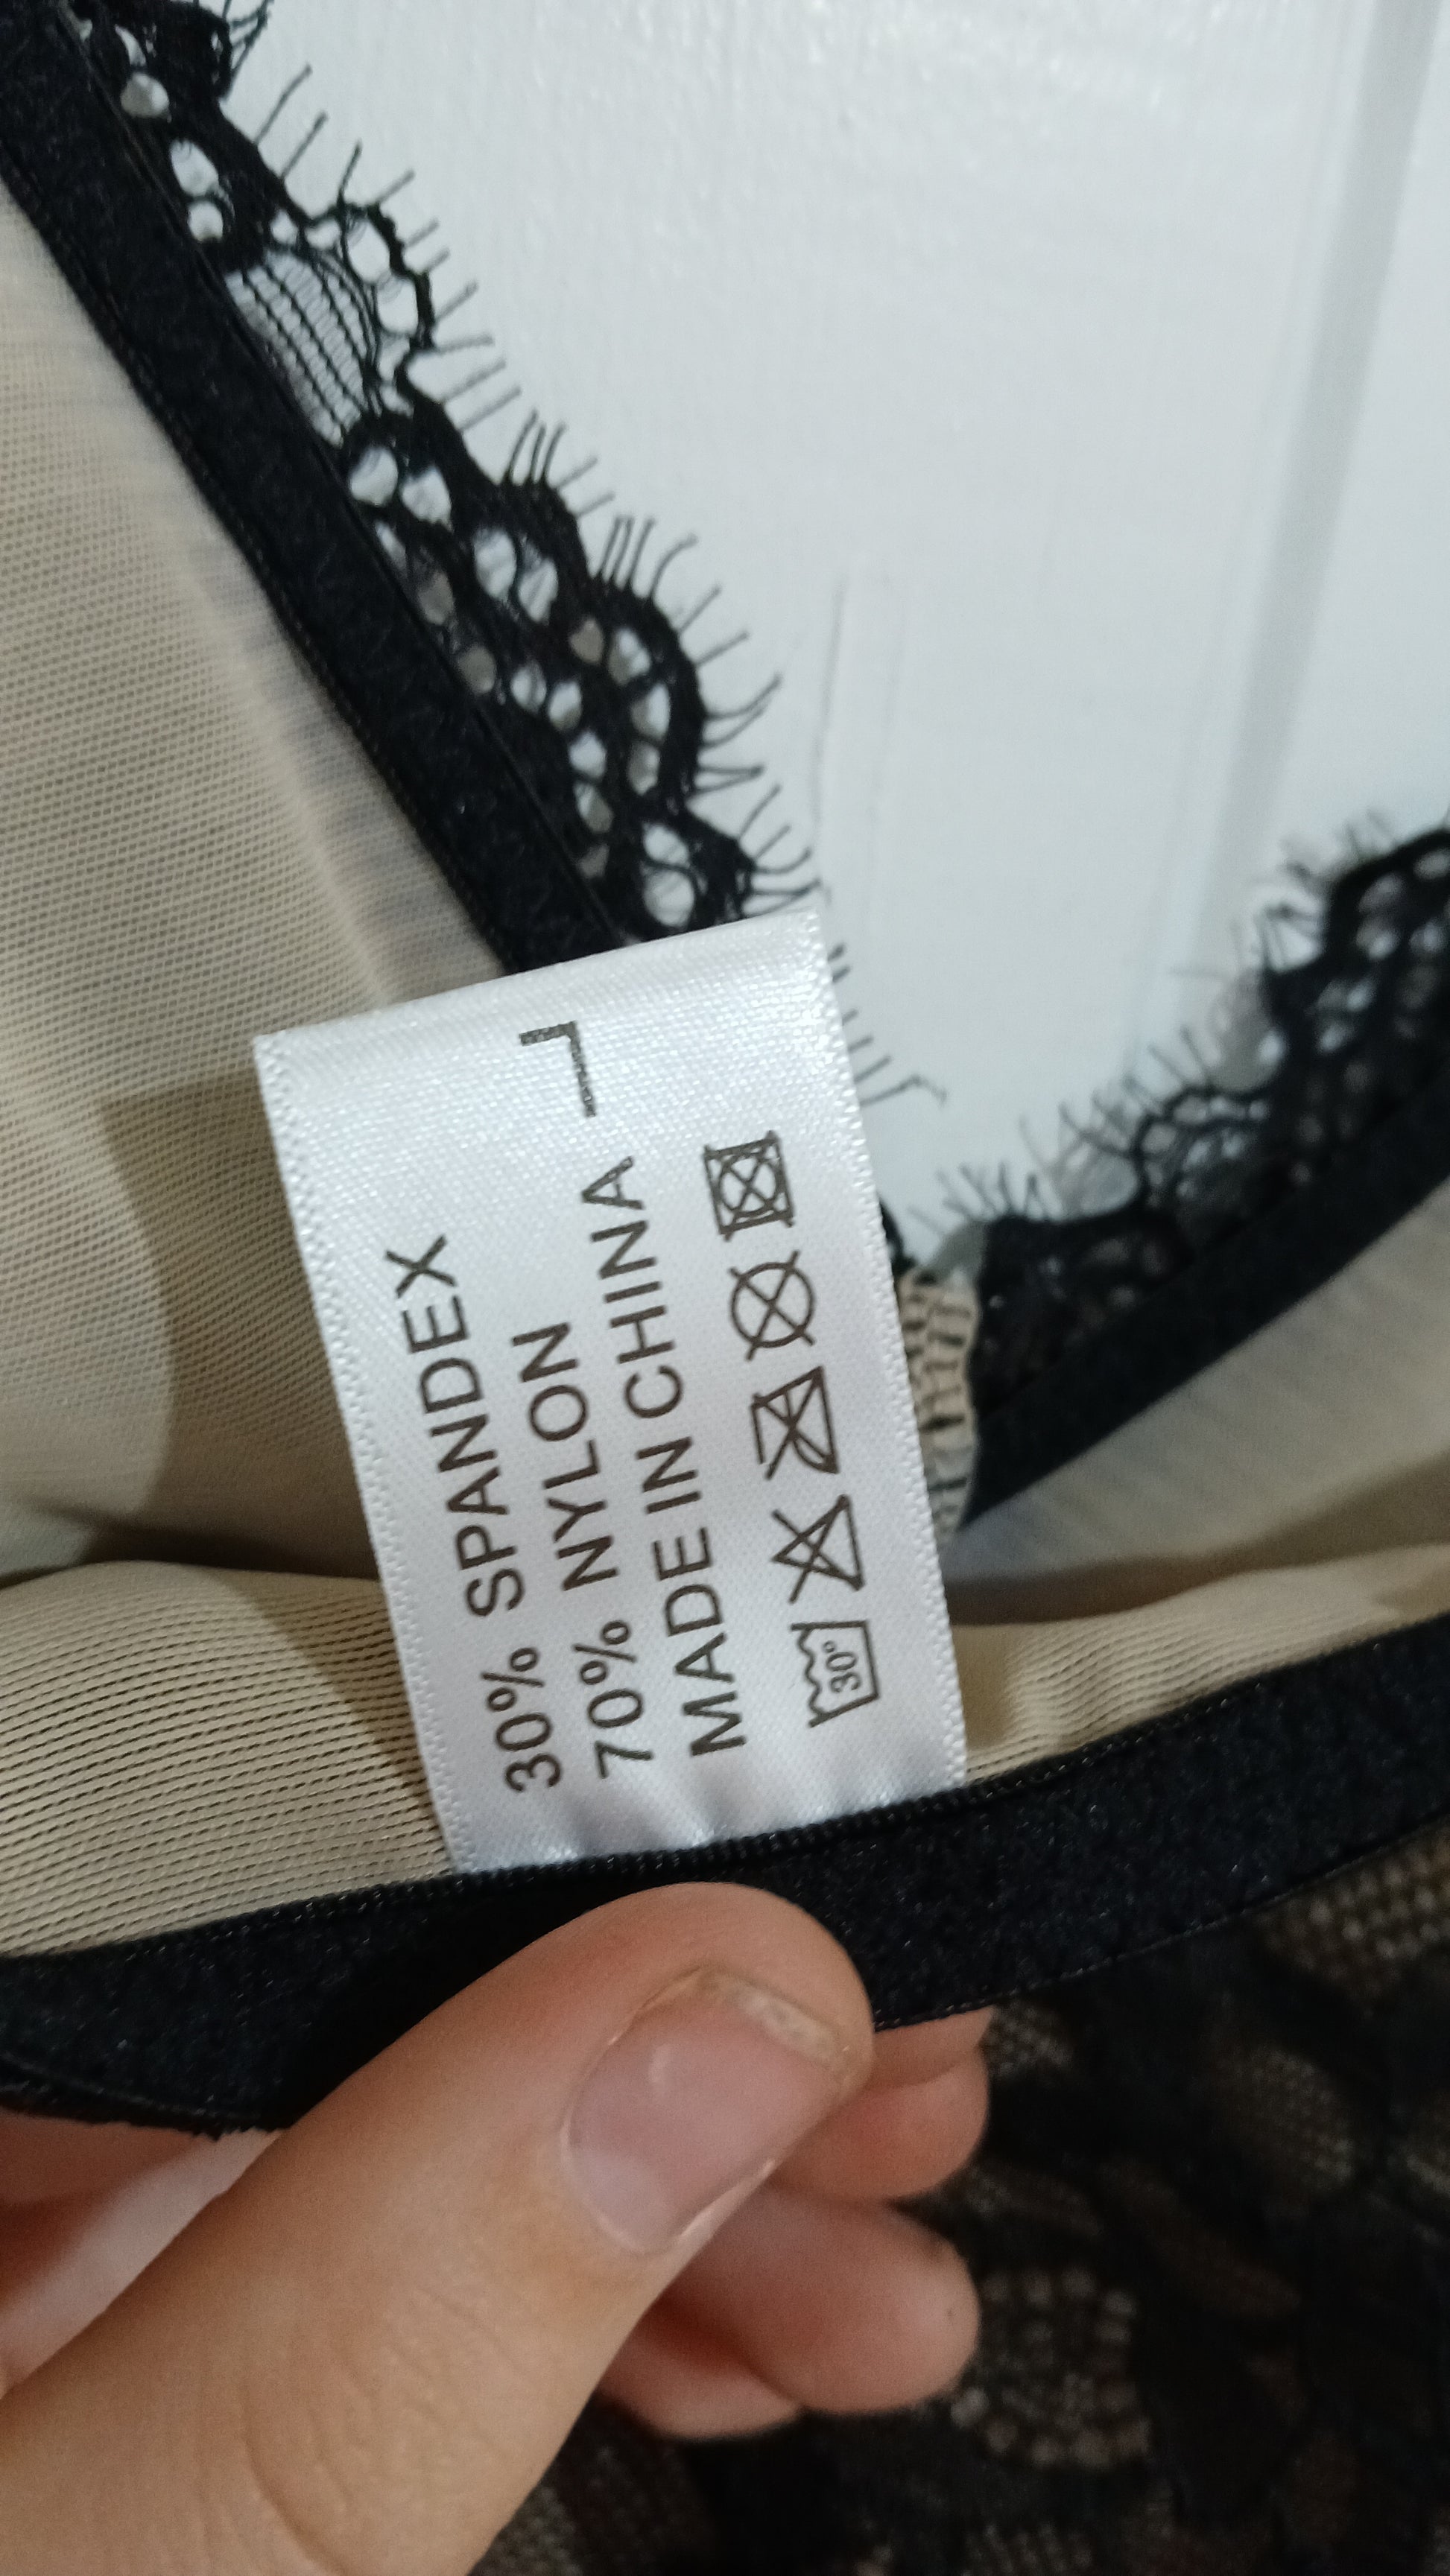 30% SPANDEX
70% NYLON
MADE IN CHINA
L
30°